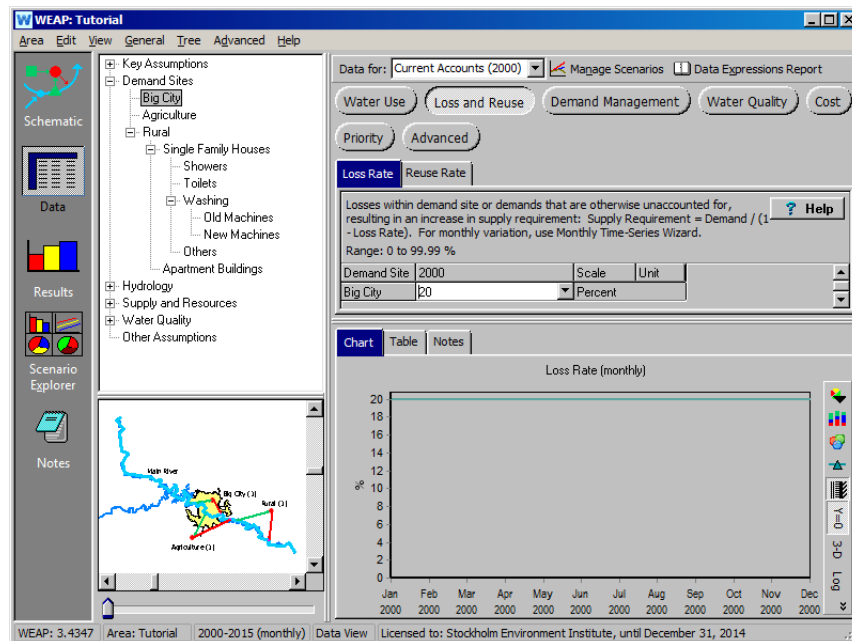 WEAP: Tutorial
Area Edit View General Tree Advanced Help
Schematic
Data
Results
Scenario
Explorer
Notes
Key Assumptions
Demand Sites
Big City
Agriculture
Rural
Single Family Houses
Showers
Toilets
Washing
Old Machines
New Machines
Others
Apartment Buildings
Hydrology
Supply and Resources
Water Quality
Other Assumptions
Main River
Big City (1)
Rural (1)
Agriculture (1)
Data for: Current Accounts (2000) Manage Scenarios Data Expressions Report
Water Use Loss and Reuse Demand Management Water Quality Cost
Priority Advanced
Loss Rate Reuse Rate
Losses within demand site or demands that are otherwise unaccounted for,
resulting in an increase in supply requirement: Supply Requirement = Demand / (1
- Loss Rate). For monthly variation, use Monthly Time-Series Wizard.
? Help
Range: 0 to 99.99 %
Demand Site 2000 Scale Unit
Big City 20 Percent
Chart Table Notes
Loss Rate (monthly)
20
18
16
14
12
10
8
6
4
2
0
%
Jan Feb Mar Apr May Jun Jul Aug Sep Oct Nov Dec
2000 2000 2000 2000 2000 2000 2000 2000 2000 2000 2000 2000
Y=0
3-D
Log
WEAP: 3.4347 Area: Tutorial 2000-2015 (monthly) Data View Licensed to: Stockholm Environment Institute, until December 31, 2014